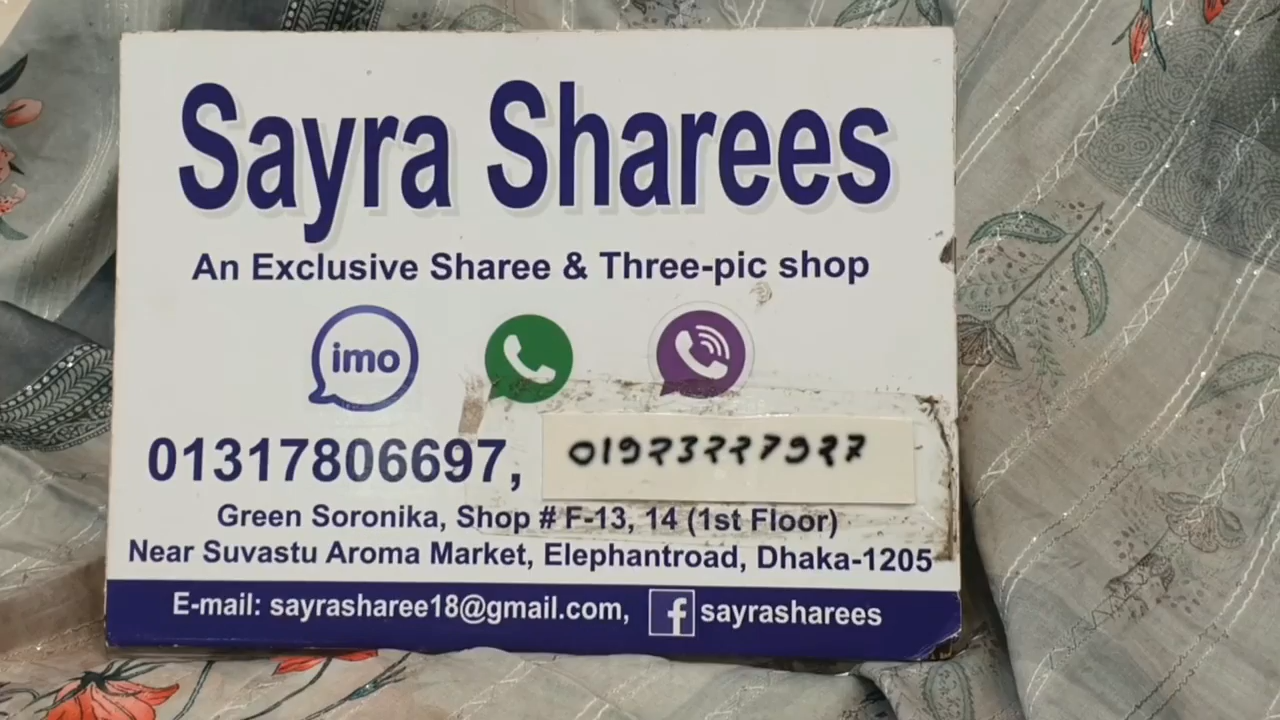 Sayra Sharees
An Exclusive Sharee & Three-pic shop
imo
01317806697, 01923227927
Green Soronika, Shop # F-13, 14 (1st Floor)
Near Suvastu Aroma Market, Elephantroad, Dhaka-1205
E-mail: sayrasharee18@gmail.com, f sayrasharees